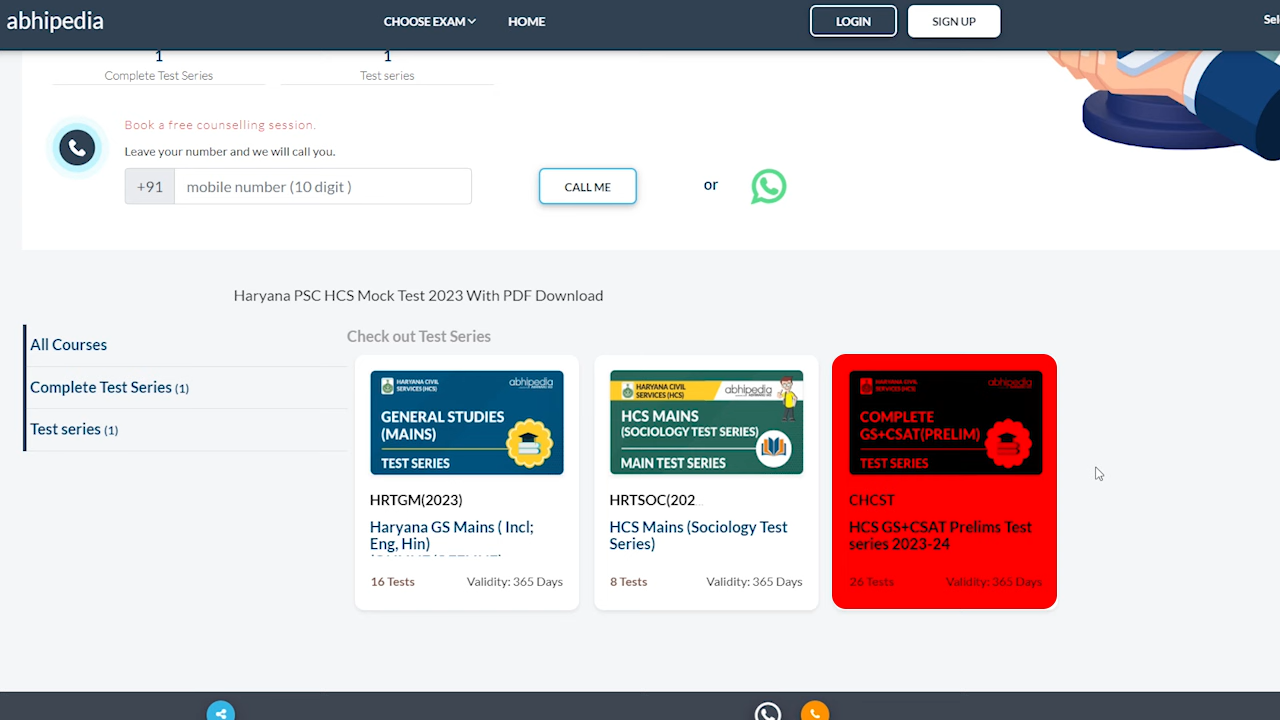 abhipedia
CHOOSE EXAM
HOME
LOGIN
SIGN UP
Sel
1
Complete Test Series
1
Test series
Book a free counselling session.
Leave your number and we will call you.
+91
mobile number (10 digit )
CALL ME
or
Haryana PSC HCS Mock Test 2023 With PDF Download
All Courses
Complete Test Series (1)
Test series (1)
Check out Test Series
HARYANA CIVIL
SERVICES (HCS)
abhipedia
GENERAL STUDIES
(MAINS)
TEST SERIES
HRTGM(2023)
Haryana GS Mains ( Incl;
Eng, Hin)
16 Tests
Validity: 365 Days
HARYANA CIVIL
SERVICES (HCS)
abhipedia
HCS MAINS
(SOCIOLOGY TEST SERIES)
MAIN TEST SERIES
HRTSOC(202...
HCS Mains (Sociology Test
Series)
8 Tests
Validity: 365 Days
HARYANA CIVIL
SERVICES (HCS)
abhipedia
COMPLETE
GS+CSAT(PRELIM)
TEST SERIES
CHCST
HCS GS+CSAT Prelims Test
series 2023-24
26 Tests
Validity: 365 Days